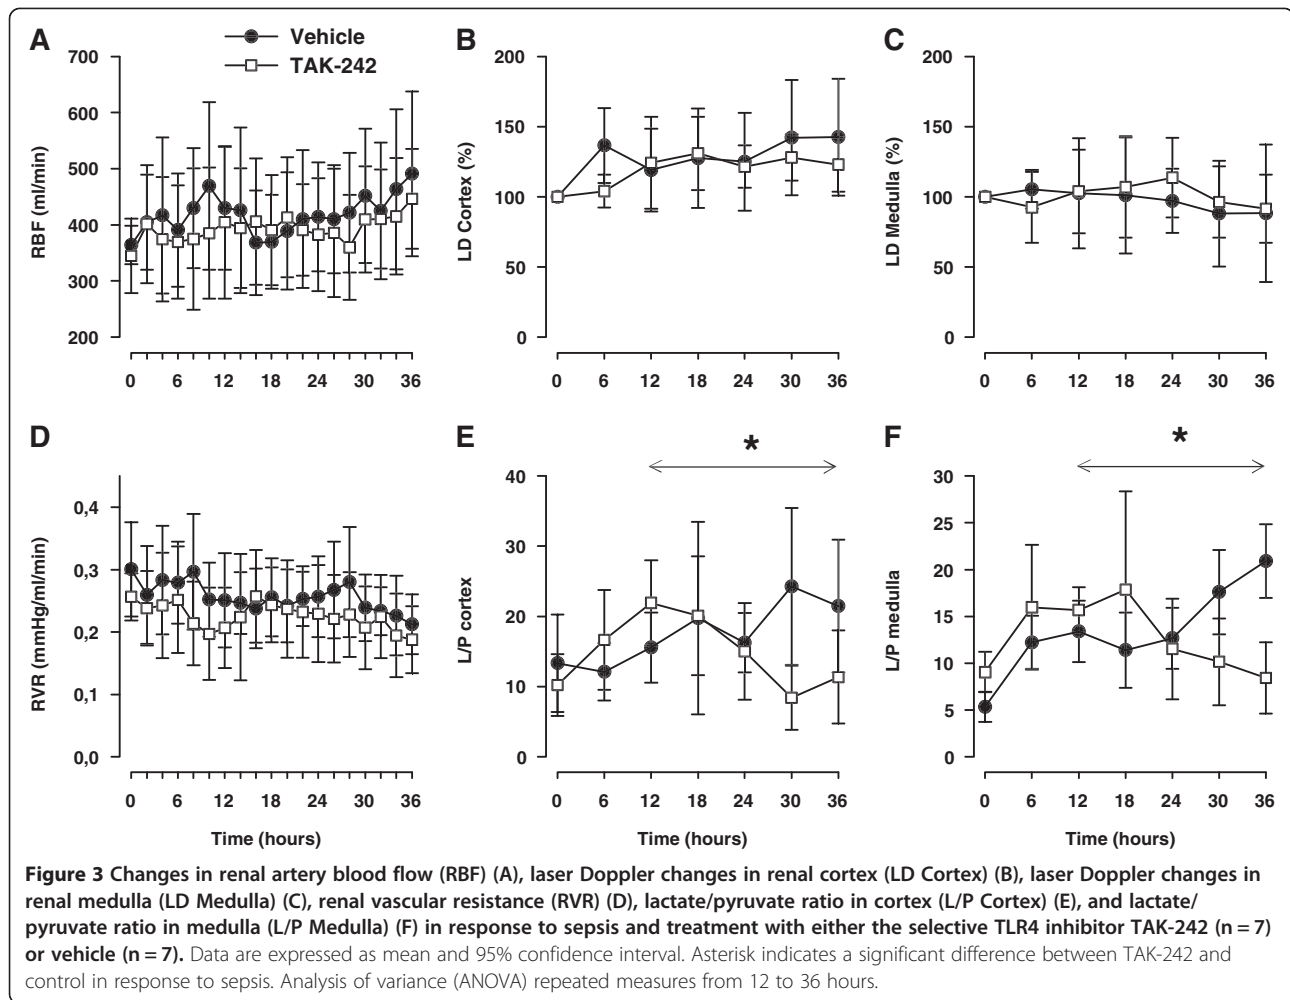 A
Vehicle
TAK-242
RBF (ml/min)
700
600
500
400
300
200
0 6 12 18 24 30 36
B
LD Cortex (%)
200
150
100
50
0
0 6 12 18 24 30 36
C
LD Medulla (%)
200
150
100
50
0
0 6 12 18 24 30 36
D
RVR (mmHg/ml/min)
0,4
0,3
0,2
0,1
0,0
0 6 12 18 24 30 36
Time (hours)
E
*
L/P cortex
40
30
20
10
0
0 6 12 18 24 30 36
Time (hours)
F
*
L/P medulla
30
25
20
15
10
5
0
0 6 12 18 24 30 36
Time (hours)
Figure 3 Changes in renal artery blood flow (RBF) (A), laser Doppler changes in renal cortex (LD Cortex) (B), laser Doppler changes in
renal medulla (LD Medulla) (C), renal vascular resistance (RVR) (D), lactate/pyruvate ratio in cortex (L/P Cortex) (E), and lactate/
pyruvate ratio in medulla (L/P Medulla) (F) in response to sepsis and treatment with either the selective TLR4 inhibitor TAK-242 (n = 7)
or vehicle (n = 7). Data are expressed as mean and 95% confidence interval. Asterisk indicates a significant difference between TAK-242 and
control in response to sepsis. Analysis of variance (ANOVA) repeated measures from 12 to 36 hours.